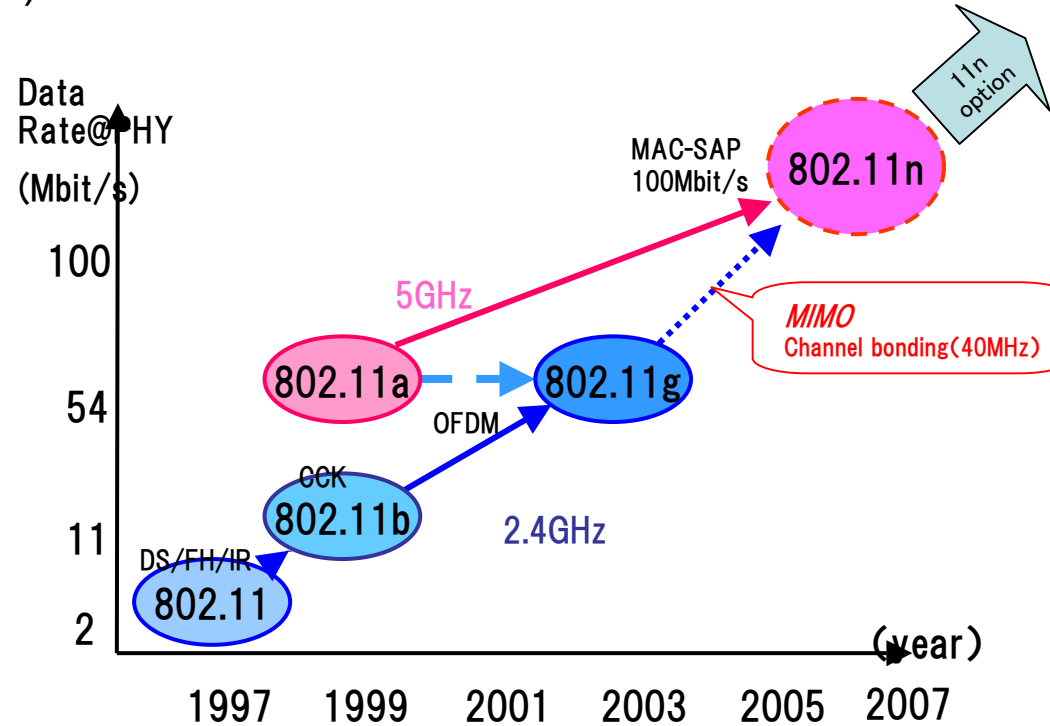 )
11n
option
Data
Rate@PHY
(Mbit/s)
MAC-SAP
100Mbit/s
802.11n
100
5GHz
MIMO
Channel bonding(40MHz)
802.11a
802.11g
54
OFDM
CCK
802.11b
2.4GHz
11
DS/FH/IR
802.11
2
(year)
1997 1999 2001 2003 2005 2007